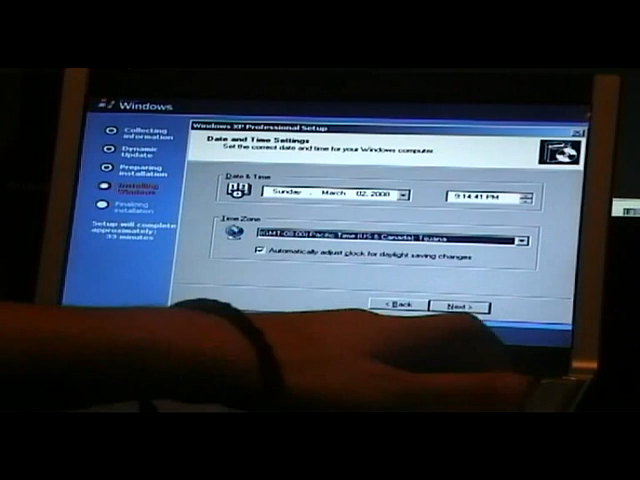 Windows
Collecting
information
Dynamic
Update
Preparing
installation
Installing
Windows
Finalizing
installation
Setup will complete
approximately:
33 minutes
Windows XP Professional Setup
Date and Time Settings
Set the correct date and time for your Windows computer.
Date & Time
Sunday , March 02, 2008
9:14:41 PM
Time Zone
(GMT-08:00) Pacific Time (US & Canada); Tijuana
Automatically adjust clock for daylight saving changes
< Back
Next >